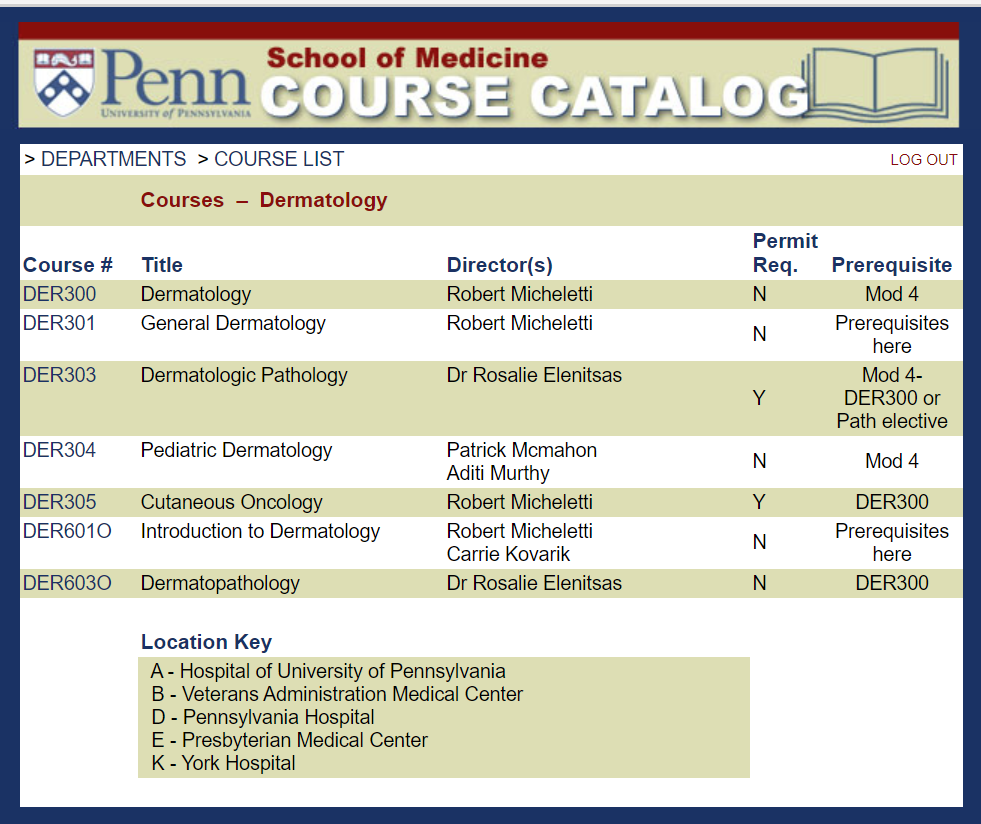 Penn
UNIVERSITY of PENNSYLVANIA
School of Medicine
COURSE CATALOG
> DEPARTMENTS > COURSE LIST LOG OUT
Courses – Dermatology
Course # Title Director(s) Permit Req. Prerequisite
DER300 Dermatology Robert Micheletti N Mod 4
DER301 General Dermatology Robert Micheletti N Prerequisites here
DER303 Dermatologic Pathology Dr Rosalie Elenitsas Y Mod 4- DER300 or Path elective
DER304 Pediatric Dermatology Patrick Mcmahon Aditi Murthy N Mod 4
DER305 Cutaneous Oncology Robert Micheletti Y DER300
DER601O Introduction to Dermatology Robert Micheletti Carrie Kovarik N Prerequisites here
DER603O Dermatopathology Dr Rosalie Elenitsas N DER300
Location Key
A - Hospital of University of Pennsylvania
B - Veterans Administration Medical Center
D - Pennsylvania Hospital
E - Presbyterian Medical Center
K - York Hospital